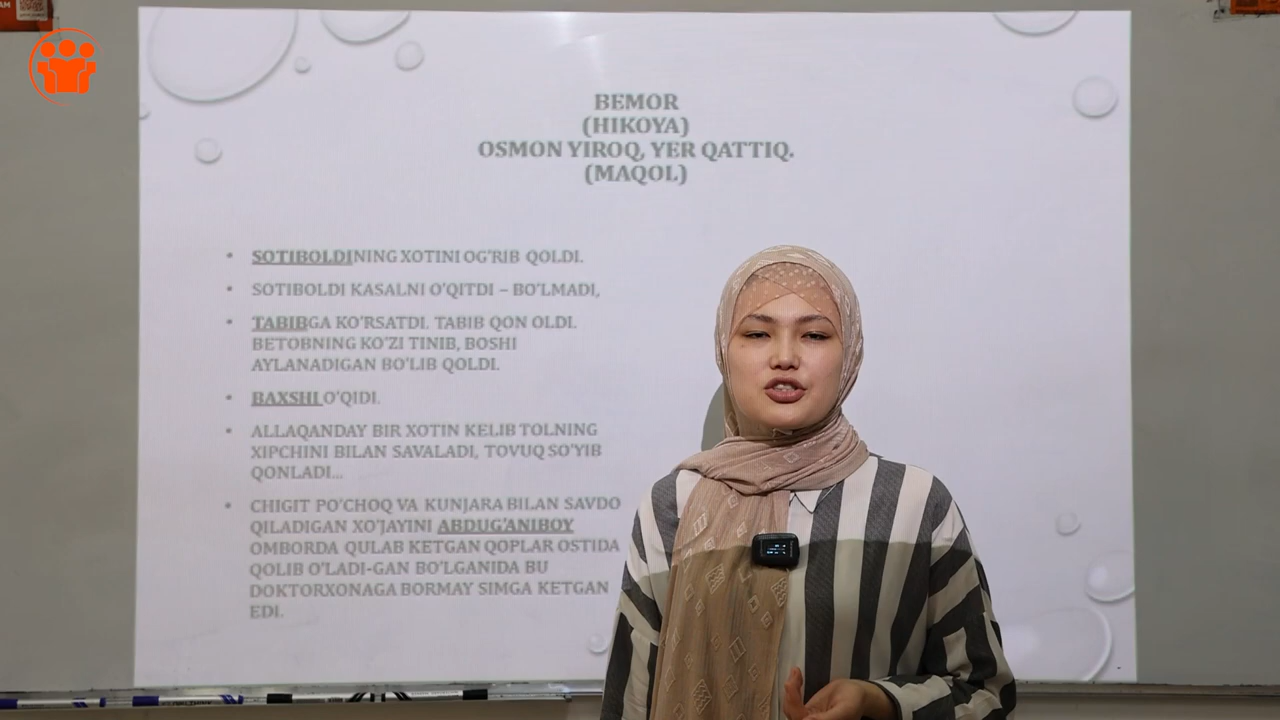 BEMOR
(HIKOYA)
OSMON YIROQ, YER QATTIQ.
(MAQOL)
• SOTIBOLDINING XOTINI OG'RIB QOLDI.
• SOTIBOLDI KASALNI O'QITDI – BO'LMADI,
• TABIBGA KO'RSATDI. TABIB QON OLDI.
BETOBNING KO'ZI TINIB, BOSHI
AYLANADIGAN BO'LIB QOLDI.
• BAXSHI O'QIDI.
• ALLAQANDAY BIR XOTIN KELIB TOLNING
XIPCHINI BILAN SAVALADI, TOVUQ SO'YIB
QONLADI...
• CHIGIT PO'CHOQ VA KUNJARA BILAN SAVDO
QILADIGAN XO'JAYINI ABDUG'ANIBOY
OMBORDA QULAB KETGAN QOPLAR OSTIDA
QOLIB O'LADI-GAN BO'LGANIDA BU
DOKTORXONAGA BORMAY SIMGA KETGAN
EDI.